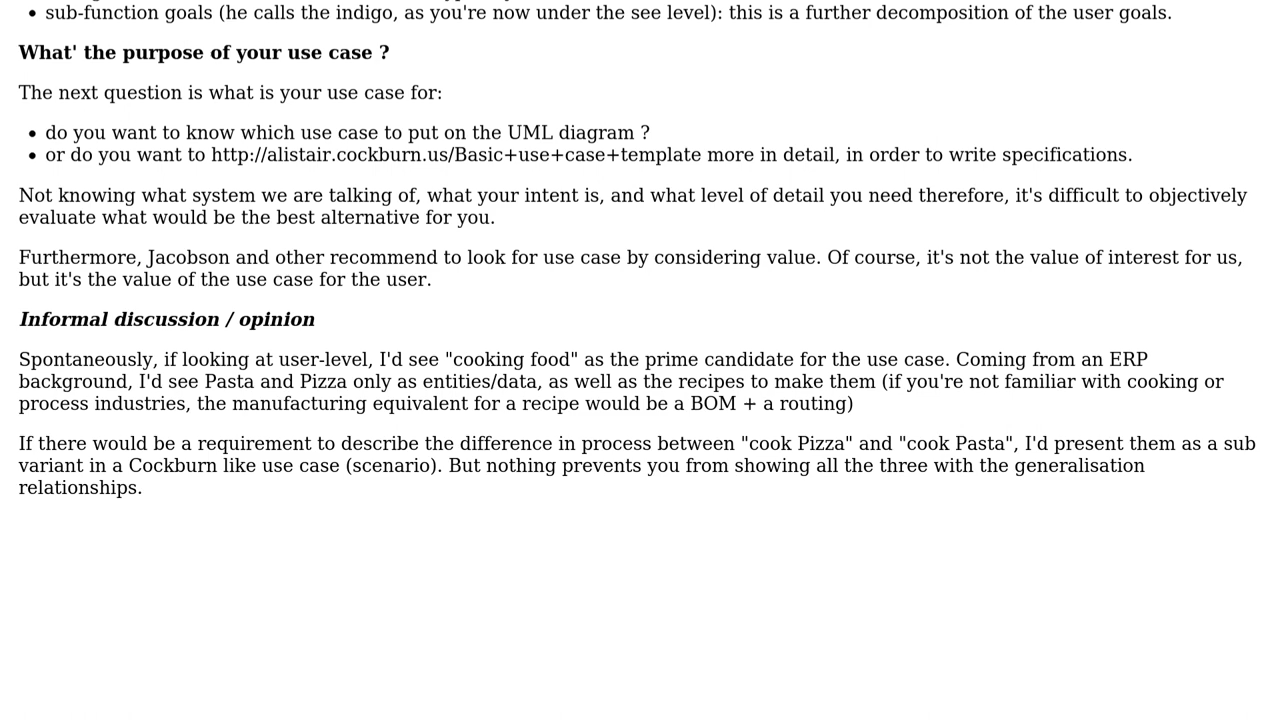 • sub-function goals (he calls the indigo, as you're now under the see level): this is a further decomposition of the user goals.
What' the purpose of your use case ?
The next question is what is your use case for:
• do you want to know which use case to put on the UML diagram ?
• or do you want to http://alistair.cockburn.us/Basic+use+case+template more in detail, in order to write specifications.
Not knowing what system we are talking of, what your intent is, and what level of detail you need therefore, it's difficult to objectively
evaluate what would be the best alternative for you.
Furthermore, Jacobson and other recommend to look for use case by considering value. Of course, it's not the value of interest for us,
but it's the value of the use case for the user.
Informal discussion / opinion
Spontaneously, if looking at user-level, I'd see "cooking food" as the prime candidate for the use case. Coming from an ERP
background, I'd see Pasta and Pizza only as entities/data, as well as the recipes to make them (if you're not familiar with cooking or
process industries, the manufacturing equivalent for a recipe would be a BOM + a routing)
If there would be a requirement to describe the difference in process between "cook Pizza" and "cook Pasta", I'd present them as a sub
variant in a Cockburn like use case (scenario). But nothing prevents you from showing all the three with the generalisation
relationships.